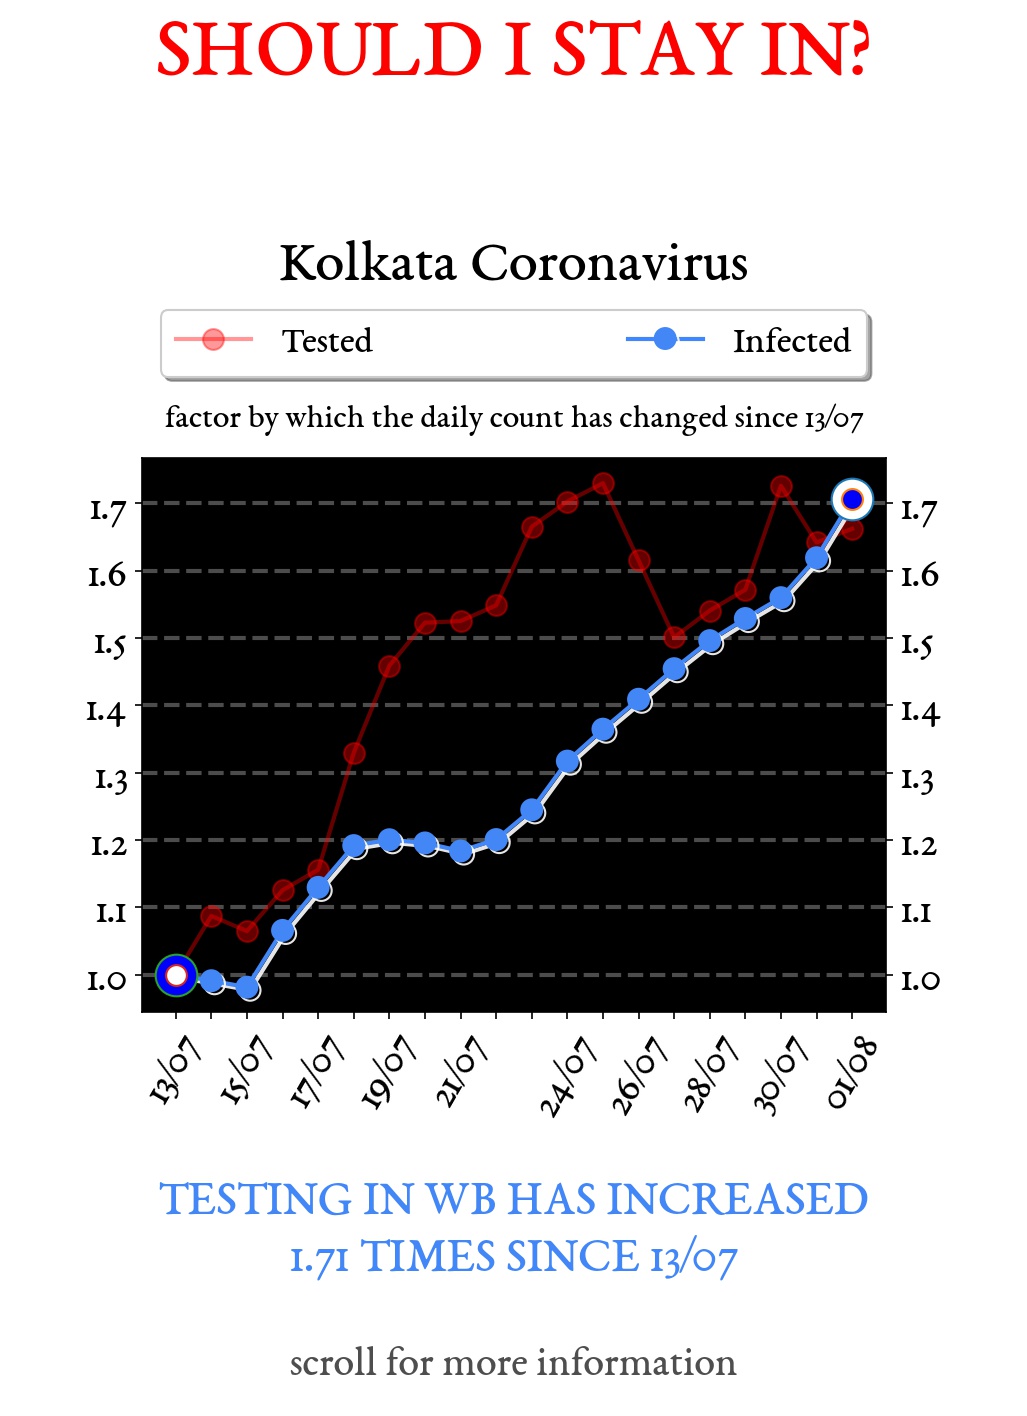 SHOULD I STAY IN?
Kolkata Coronavirus
Tested Infected
factor by which the daily count has changed since 13/07
1.7 1.7
1.6 1.6
1.5 1.5
1.4 1.4
1.3 1.3
1.2 1.2
1.1 1.1
1.0 1.0
13/07 15/07 17/07 19/07 21/07 24/07 26/07 28/07 30/07 01/08
TESTING IN WB HAS INCREASED
1.71 TIMES SINCE 13/07
scroll for more information